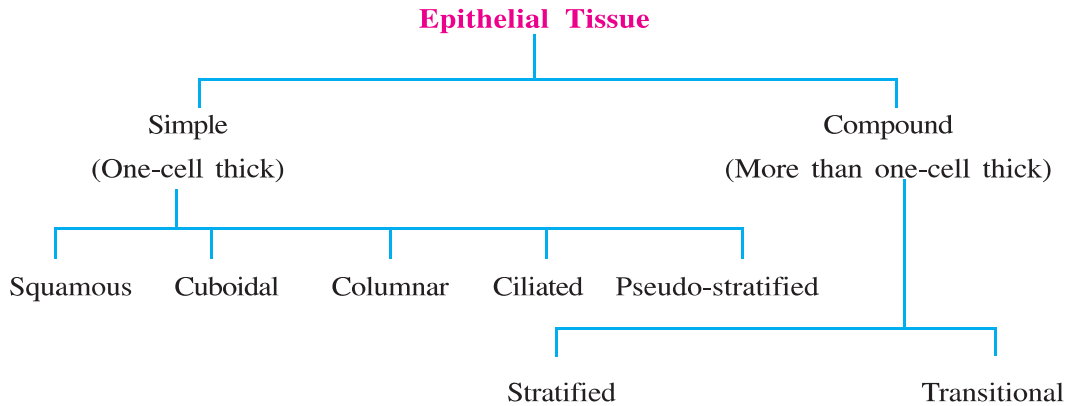 Epithelial Tissue
Simple
Compound
(One-cell thick)
(More than one-cell thick)
Squamous
Cuboidal
Columnar
Ciliated
Pseudo-stratified
Stratified
Transitional